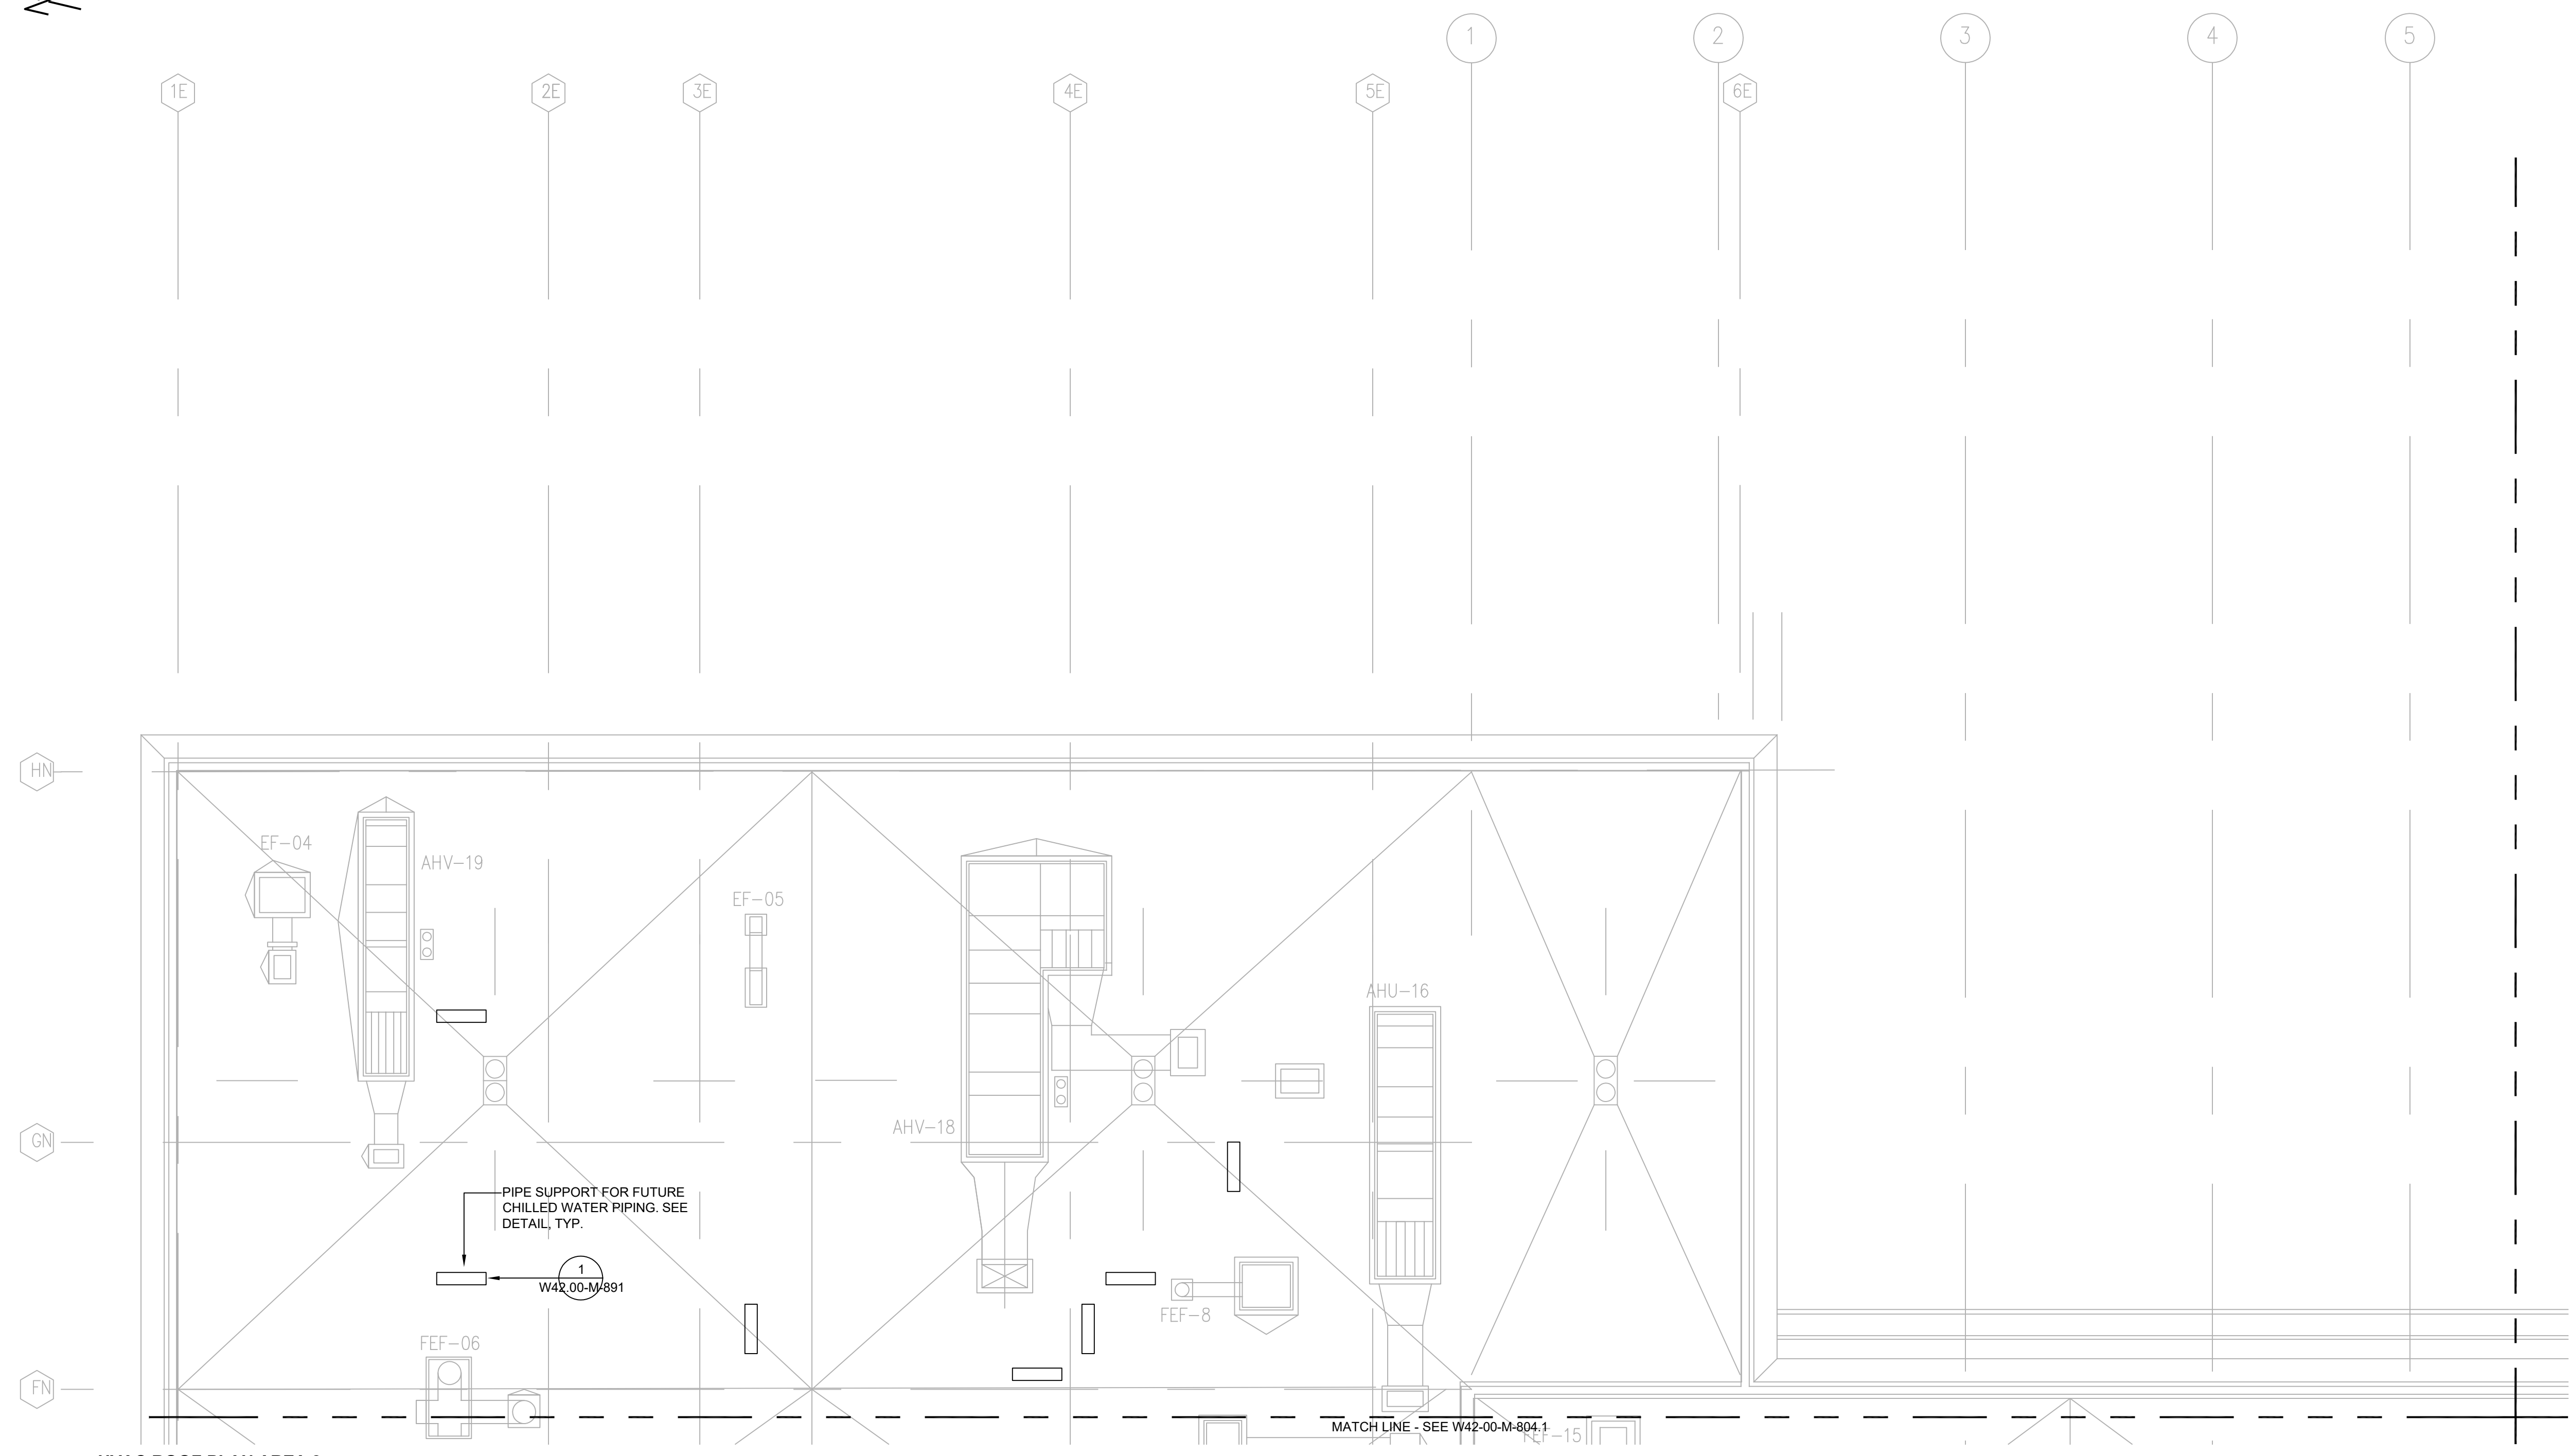 1
2
3
4
5
1E
2E
3E
4E
5E
6E
HN
EF-04
AHV-19
EF-05
AHU-16
AHV-18
GN
PIPE SUPPORT FOR FUTURE
CHILLED WATER PIPING. SEE
DETAIL, TYP.
1
W42.00-M-891
FEF-8
FEF-06
FN
MATCH LINE - SEE W42-00-M-804.1
FEF-15